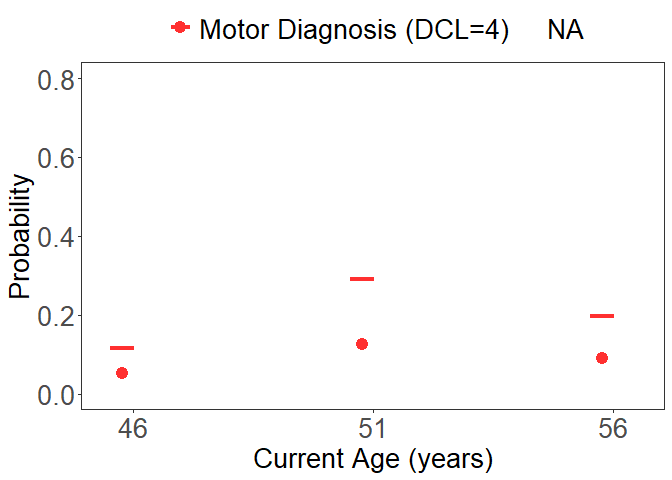 Motor Diagnosis (DCL=4) NA
0.8
0.6
0.4
0.2
0.0
Probability
46 51 56
Current Age (years)